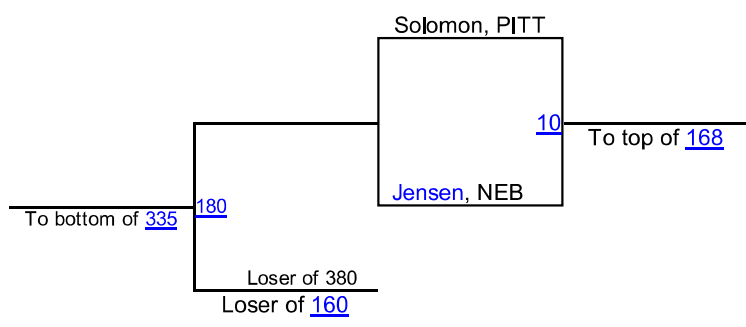 Solomon, PITT
10
To top of 168
Jensen, NEB
180
To bottom of 335
Loser of 380
Loser of 160